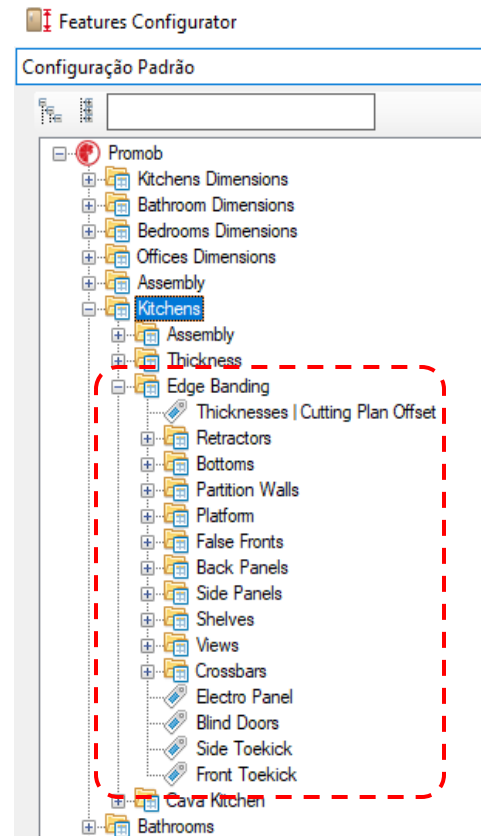 Features Configurator
Configuração Padrão
Promob
Kitchens Dimensions
Bathroom Dimensions
Bedrooms Dimensions
Offices Dimensions
Assembly
Kitchens
Assembly
Thickness
Edge Banding
Thicknesses | Cutting Plan Offset
Retractors
Bottoms
Partition Walls
Platform
False Fronts
Back Panels
Side Panels
Shelves
Views
Crossbars
Electro Panel
Blind Doors
Side Toekick
Front Toekick
Cava Kitchen
Bathrooms